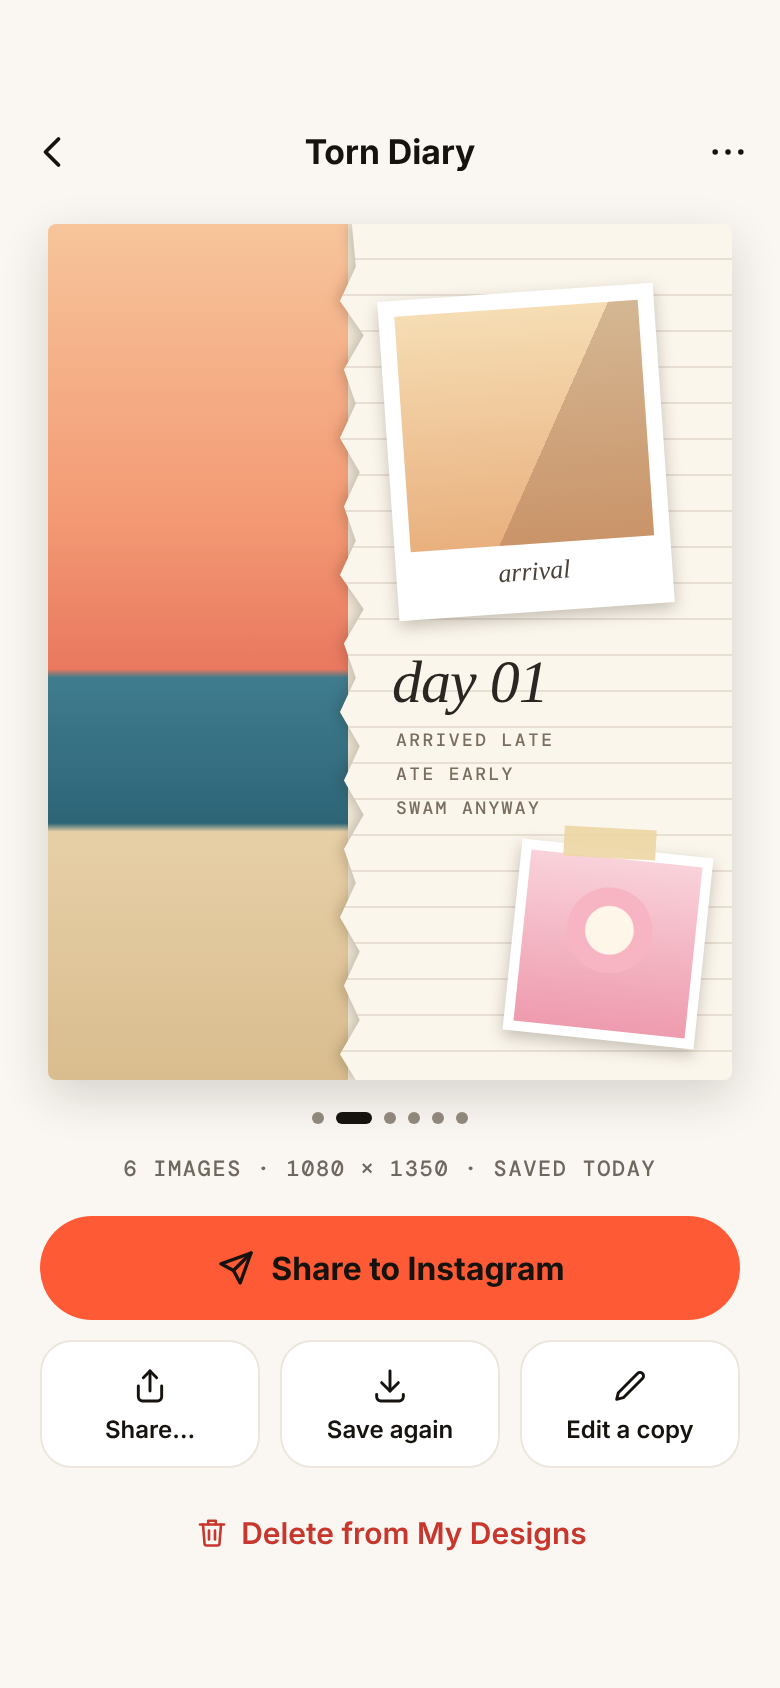 Torn Diary
arrival
day 01
ARRIVED LATE
ATE EARLY
SWAM ANYWAY
6 IMAGES · 1080 × 1350 · SAVED TODAY
Share to Instagram
Share...
Save again
Edit a copy
Delete from My Designs